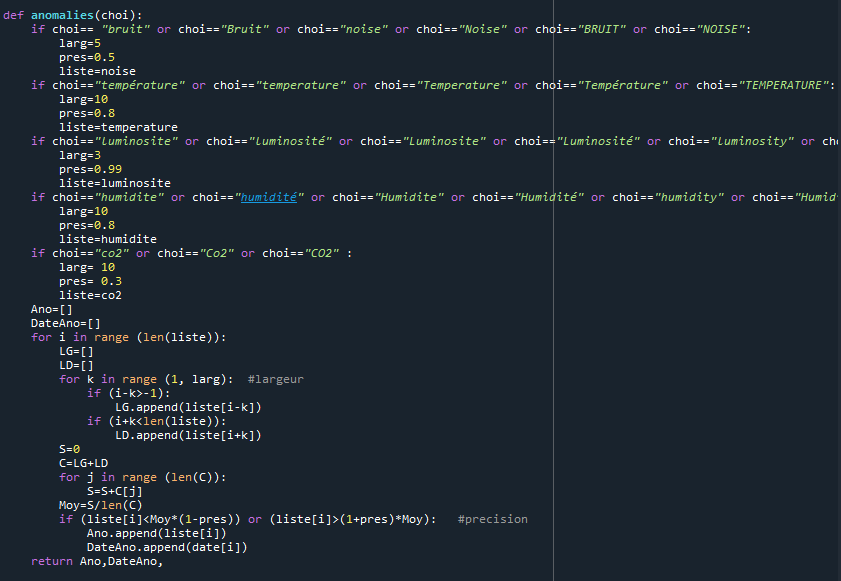 def anomalies(choi):
    if choi== "bruit" or choi=="Bruit" or choi=="noise" or choi=="Noise" or choi=="BRUIT" or choi=="NOISE":
        larg=5
        pres=0.5
        liste=noise
    if choi=="température" or choi=="temperature" or choi=="Temperature" or choi=="Température" or choi=="TEMPERATURE":
        larg=10
        pres=0.8
        liste=temperature
    if choi=="luminosite" or choi=="luminosité" or choi=="Luminosite" or choi=="Luminosité" or choi=="luminosity" or
        larg=3
        pres=0.99
        liste=luminosite
    if choi=="humidite" or choi=="humidité" or choi=="Humidite" or choi=="Humidité" or choi=="humidity" or choi=="Humid
        larg=10
        pres=0.8
        liste=humidite
    if choi=="co2" or choi=="Co2" or choi=="CO2" :
        larg= 10
        pres= 0.3
        liste=co2
    Ano=[]
    DateAno=[]
    for i in range (len(liste)):
        LG=[]
        LD=[]
        for k in range (1, larg):  #largeur
            if (i-k>-1):
                LG.append(liste[i-k])
            if (i+k<len(liste)):
                LD.append(liste[i+k])
        S=0
        C=LG+LD
        for j in range (len(C)):
            S=S+C[j]
        Moy=S/len(C)
        if (liste[i]<Moy*(1-pres)) or (liste[i]>(1+pres)*Moy):   #precision
            Ano.append(liste[i])
            DateAno.append(date[i])
    return Ano,DateAno,